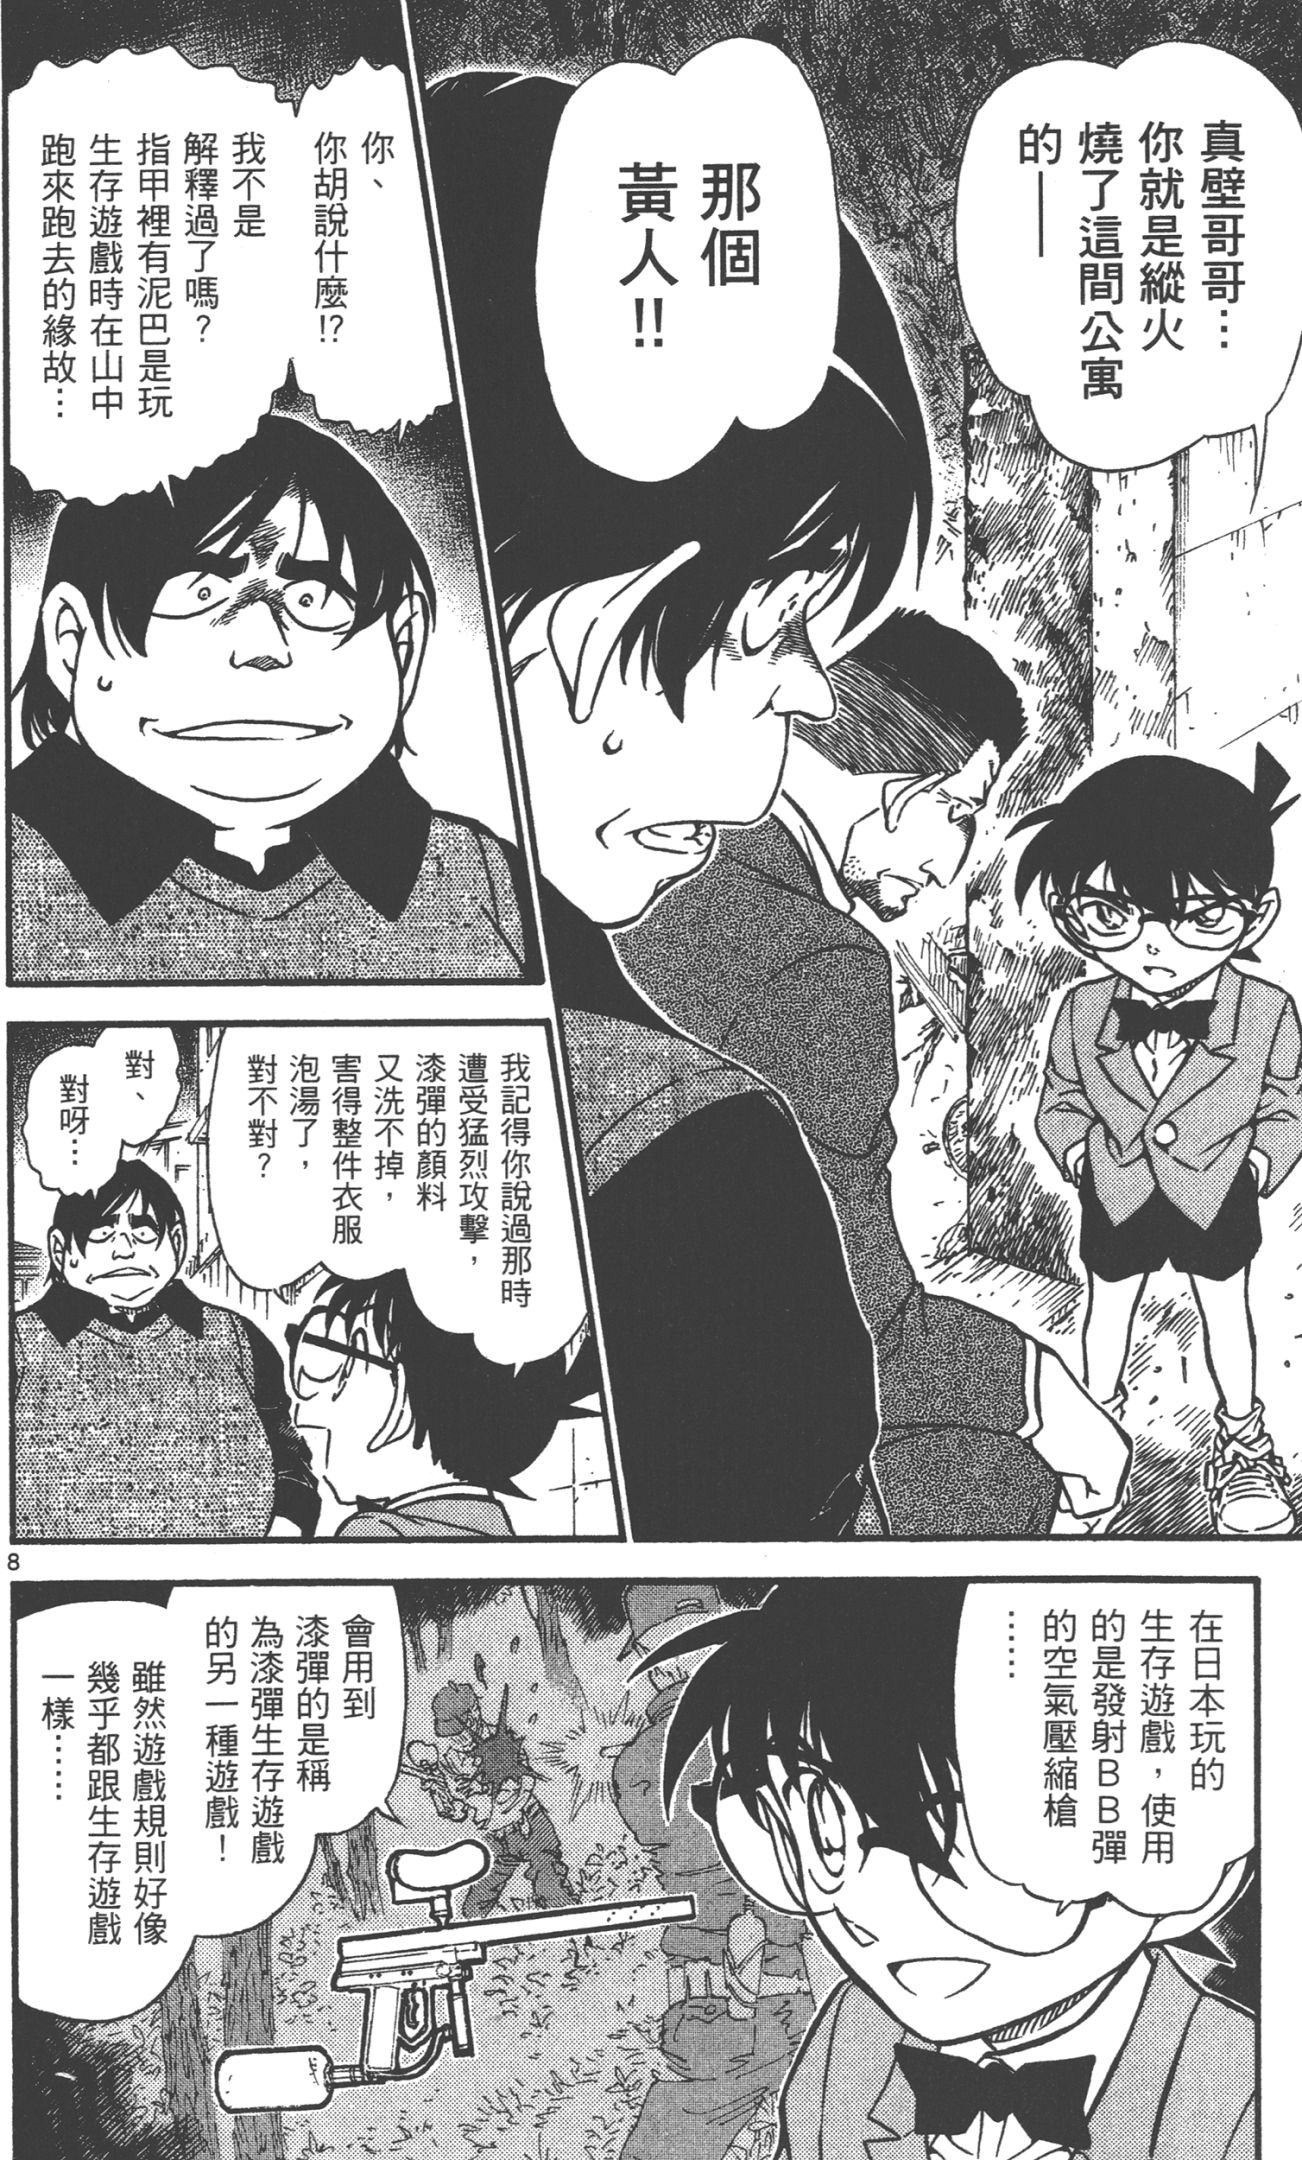 真壁哥哥…
你就是縱火
燒了這間公寓
的——
那個
黃人!!
你、
你胡說什麼!?
我不是
解釋過了嗎？
指甲裡有泥巴是玩
生存遊戲時在山中
跑來跑去的緣故…
我記得你說過那時
遭受猛烈攻擊，
漆彈的顏料
又洗不掉，
害得整件衣服
泡湯了，
對不對？
對、
對呀…
8
在日本玩的
生存遊戲，使用
的是發射ＢＢ彈
的空氣壓縮槍
……
會用到
漆彈的是稱
為漆彈生存遊戲
的另一種遊戲！
雖然遊戲規則好像
幾乎都跟生存遊戲
一樣……